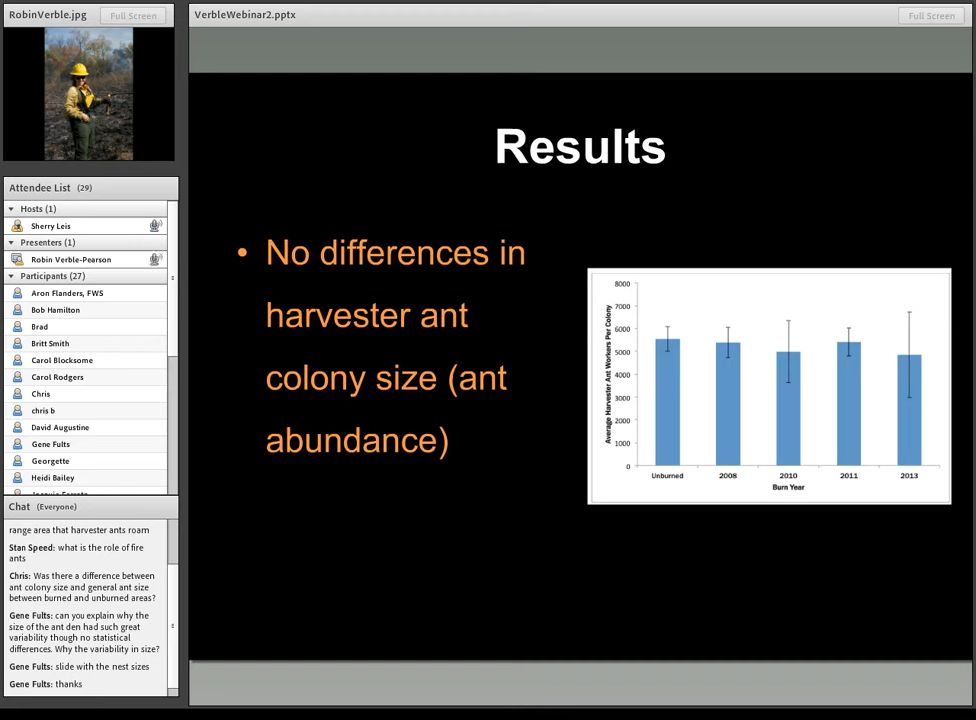 RobinVerble.jpg
Full Screen
VerbleWebinar2.pptx
Full Screen
Attendee List (29)
Hosts (1)
Sherry Leis
Presenters (1)
Robin Verble-Pearson
Participants (27)
Aron Flanders, FWS
Bob Hamilton
Brad
Britt Smith
Carol Blocksome
Carol Rodgers
Chris
chris b
David Augustine
Gene Fults
Georgette
Heidi Bailey
Chat (Everyone)
range area that harvester ants roam
Stan Speed: what is the role of fire
ants
Chris: Was there a difference between
ant colony size and general ant size
between burned and unburned areas?
Gene Fults: can you explain why the
size of the ant den had such great
variability though no statistical
differences. Why the variability in size?
Gene Fults: slide with the nest sizes
Gene Fults: thanks
Results
• No differences in
harvester ant
colony size (ant
abundance)
Average Harvester Ant Workers Per Colony
8000
7000
6000
5000
4000
3000
2000
1000
0
Unburned 2008 2010 2011 2013
Burn Year